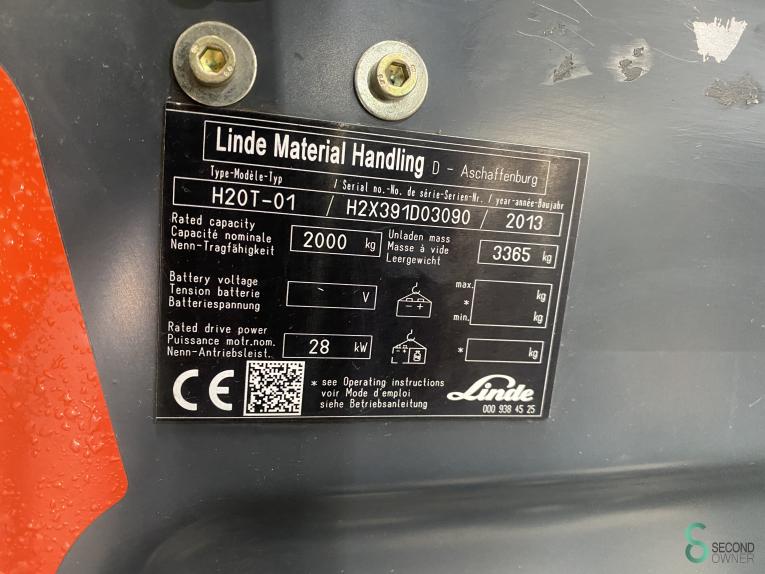 Linde Material Handling D - Aschaffenburg
Type-Modèle-Typ / Serial no.-No. de série-Serien-Nr. / year-année-Baujahr
H20T-01 / H2X391D03090 / 2013
Rated capacity
Capacité nominale
Nenn-Tragfähigkeit
2000 kg
Unladen mass
Masse à vide
Leergewicht
3365 kg
Battery voltage
Tension batterie
Batteriespannung
- V
- +
max. kg
*
min. kg
Rated drive power
Puissance motr.nom.
Nenn-Antriebsleist.
28 kW
- +
* kg
CE
* see Operating instructions
voir Mode d'emploi
siehe Betriebsanleitung
Linde
000 938 45 25
SECOND
OWNER